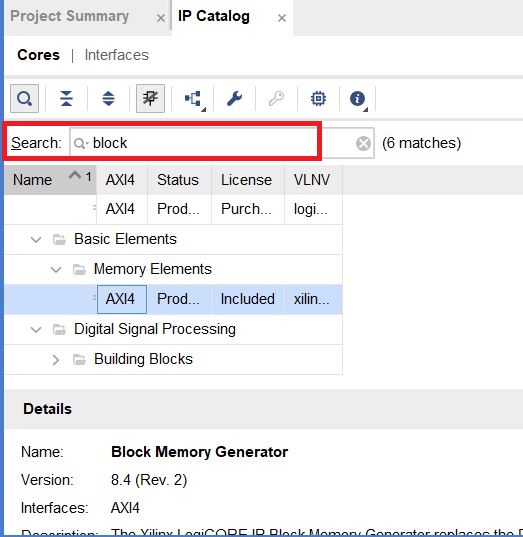 Project Summary × IP Catalog ×
Cores | Interfaces
Search: block (6 matches)
Name 1 AXI4 Status License VLNV
AXI4 Prod... Purch... logi...
Basic Elements
Memory Elements
AXI4 Prod... Included xilin...
Digital Signal Processing
Building Blocks
Details
Name: Block Memory Generator
Version: 8.4 (Rev. 2)
Interfaces: AXI4
Description: The Xilinx LogiCORE IP Block Memory Generator replaces the